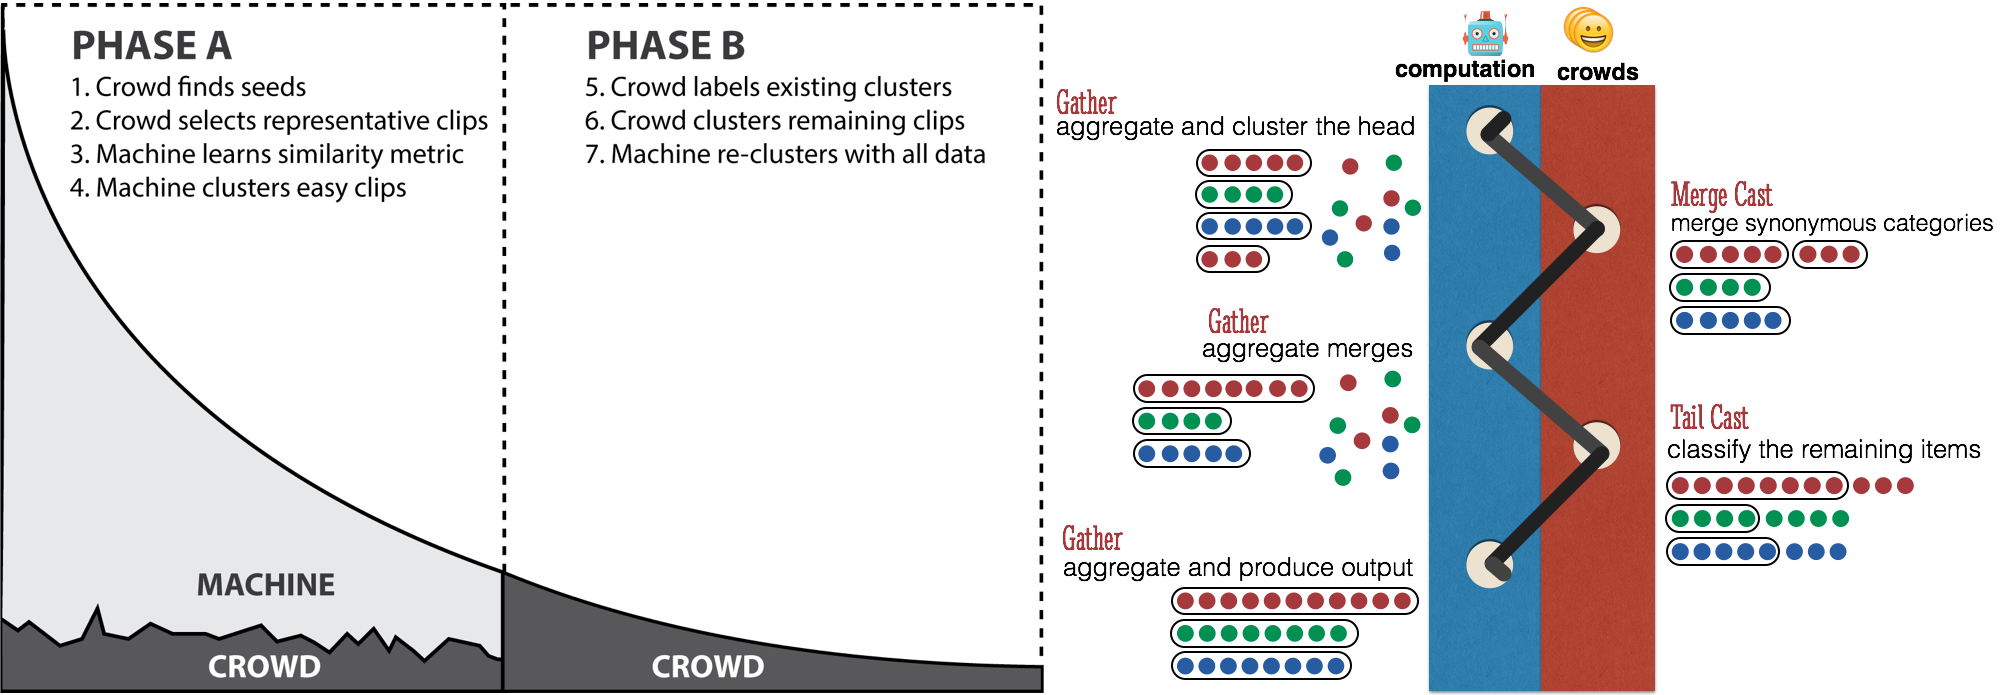 PHASE A
1. Crowd finds seeds
2. Crowd selects representative clips
3. Machine learns similarity metric
4. Machine clusters easy clips
MACHINE
CROWD
PHASE B
5. Crowd labels existing clusters
6. Crowd clusters remaining clips
7. Machine re-clusters with all data
CROWD
computation
crowds
Gather
aggregate and cluster the head
Merge Cast
merge synonymous categories
Gather
aggregate merges
Tail Cast
classify the remaining items
Gather
aggregate and produce output